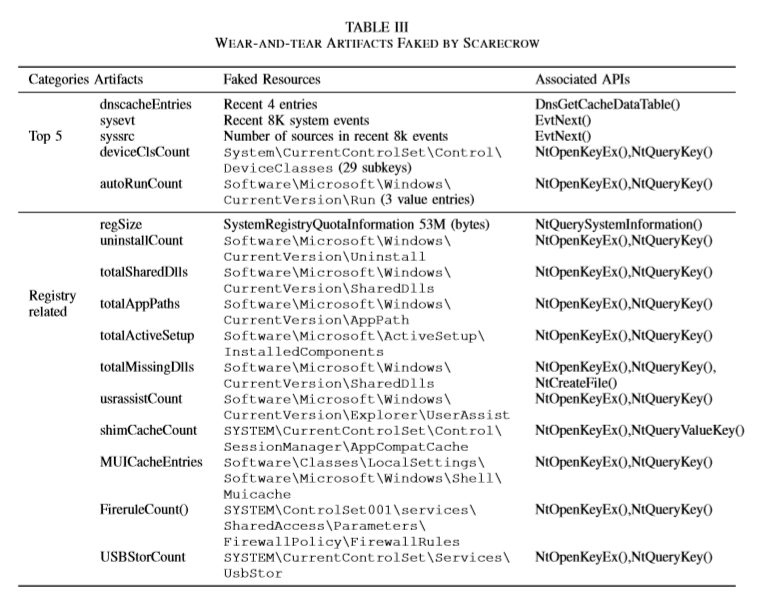 TABLE III
WEAR-AND-TEAR ARTIFACTS FAKED BY SCARECROW
Categories Artifacts Faked Resources Associated APIs
dnscacheEntries Recent 4 entries DnsGetCacheDataTable()
sysevt Recent 8K system events EvtNext()
Top 5 syssrc Number of sources in recent 8k events EvtNext()
deviceClsCount System\CurrentControlSet\Control\ NtOpenKeyEx(),NtQueryKey()
DeviceClasses (29 subkeys)
autoRunCount Software\Microsoft\Windows\ NtOpenKeyEx(),NtQueryKey()
CurrentVersion\Run (3 value entries)
regSize SystemRegistryQuotaInformation 53M (bytes) NtQuerySystemInformation()
uninstallCount Software\Microsoft\Windows\ NtOpenKeyEx(),NtQueryKey()
CurrentVersion\Uninstall
totalSharedDlls Software\Microsoft\Windows\ NtOpenKeyEx(),NtQueryKey()
CurrentVersion\SharedDlls
Registry
related
totalAppPaths Software\Microsoft\Windows\ NtOpenKeyEx(),NtQueryKey()
CurrentVersion\AppPath
totalActiveSetup Software\Microsoft\ActiveSetup\ NtOpenKeyEx(),NtQueryKey()
InstalledComponents
totalMissingDlls Software\Microsoft\Windows\ NtOpenKeyEx(),NtQueryKey(),
CurrentVersion\SharedDlls NtCreateFile()
usrassistCount Software\Microsoft\Windows\ NtOpenKeyEx(),NtQueryKey()
CurrentVersion\Explorer\UserAssist
shimCacheCount SYSTEM\CurrentControlSet\Control\ NtOpenKeyEx(),NtQueryValueKey()
SessionManager\AppCompatCache
MUICacheEntries Software\Classes\LocalSettings\ NtOpenKeyEx(),NtQueryKey()
Software\Microsoft\Windows\Shell\
Muicache
FireruleCount() SYSTEM\ControlSet001\services\ NtOpenKeyEx(),NtQueryKey()
SharedAccess\Parameters\
FirewallPolicy\FirewallRules
USBStorCount SYSTEM\CurrentControlSet\Services\ NtOpenKeyEx(),NtQueryKey()
UsbStor